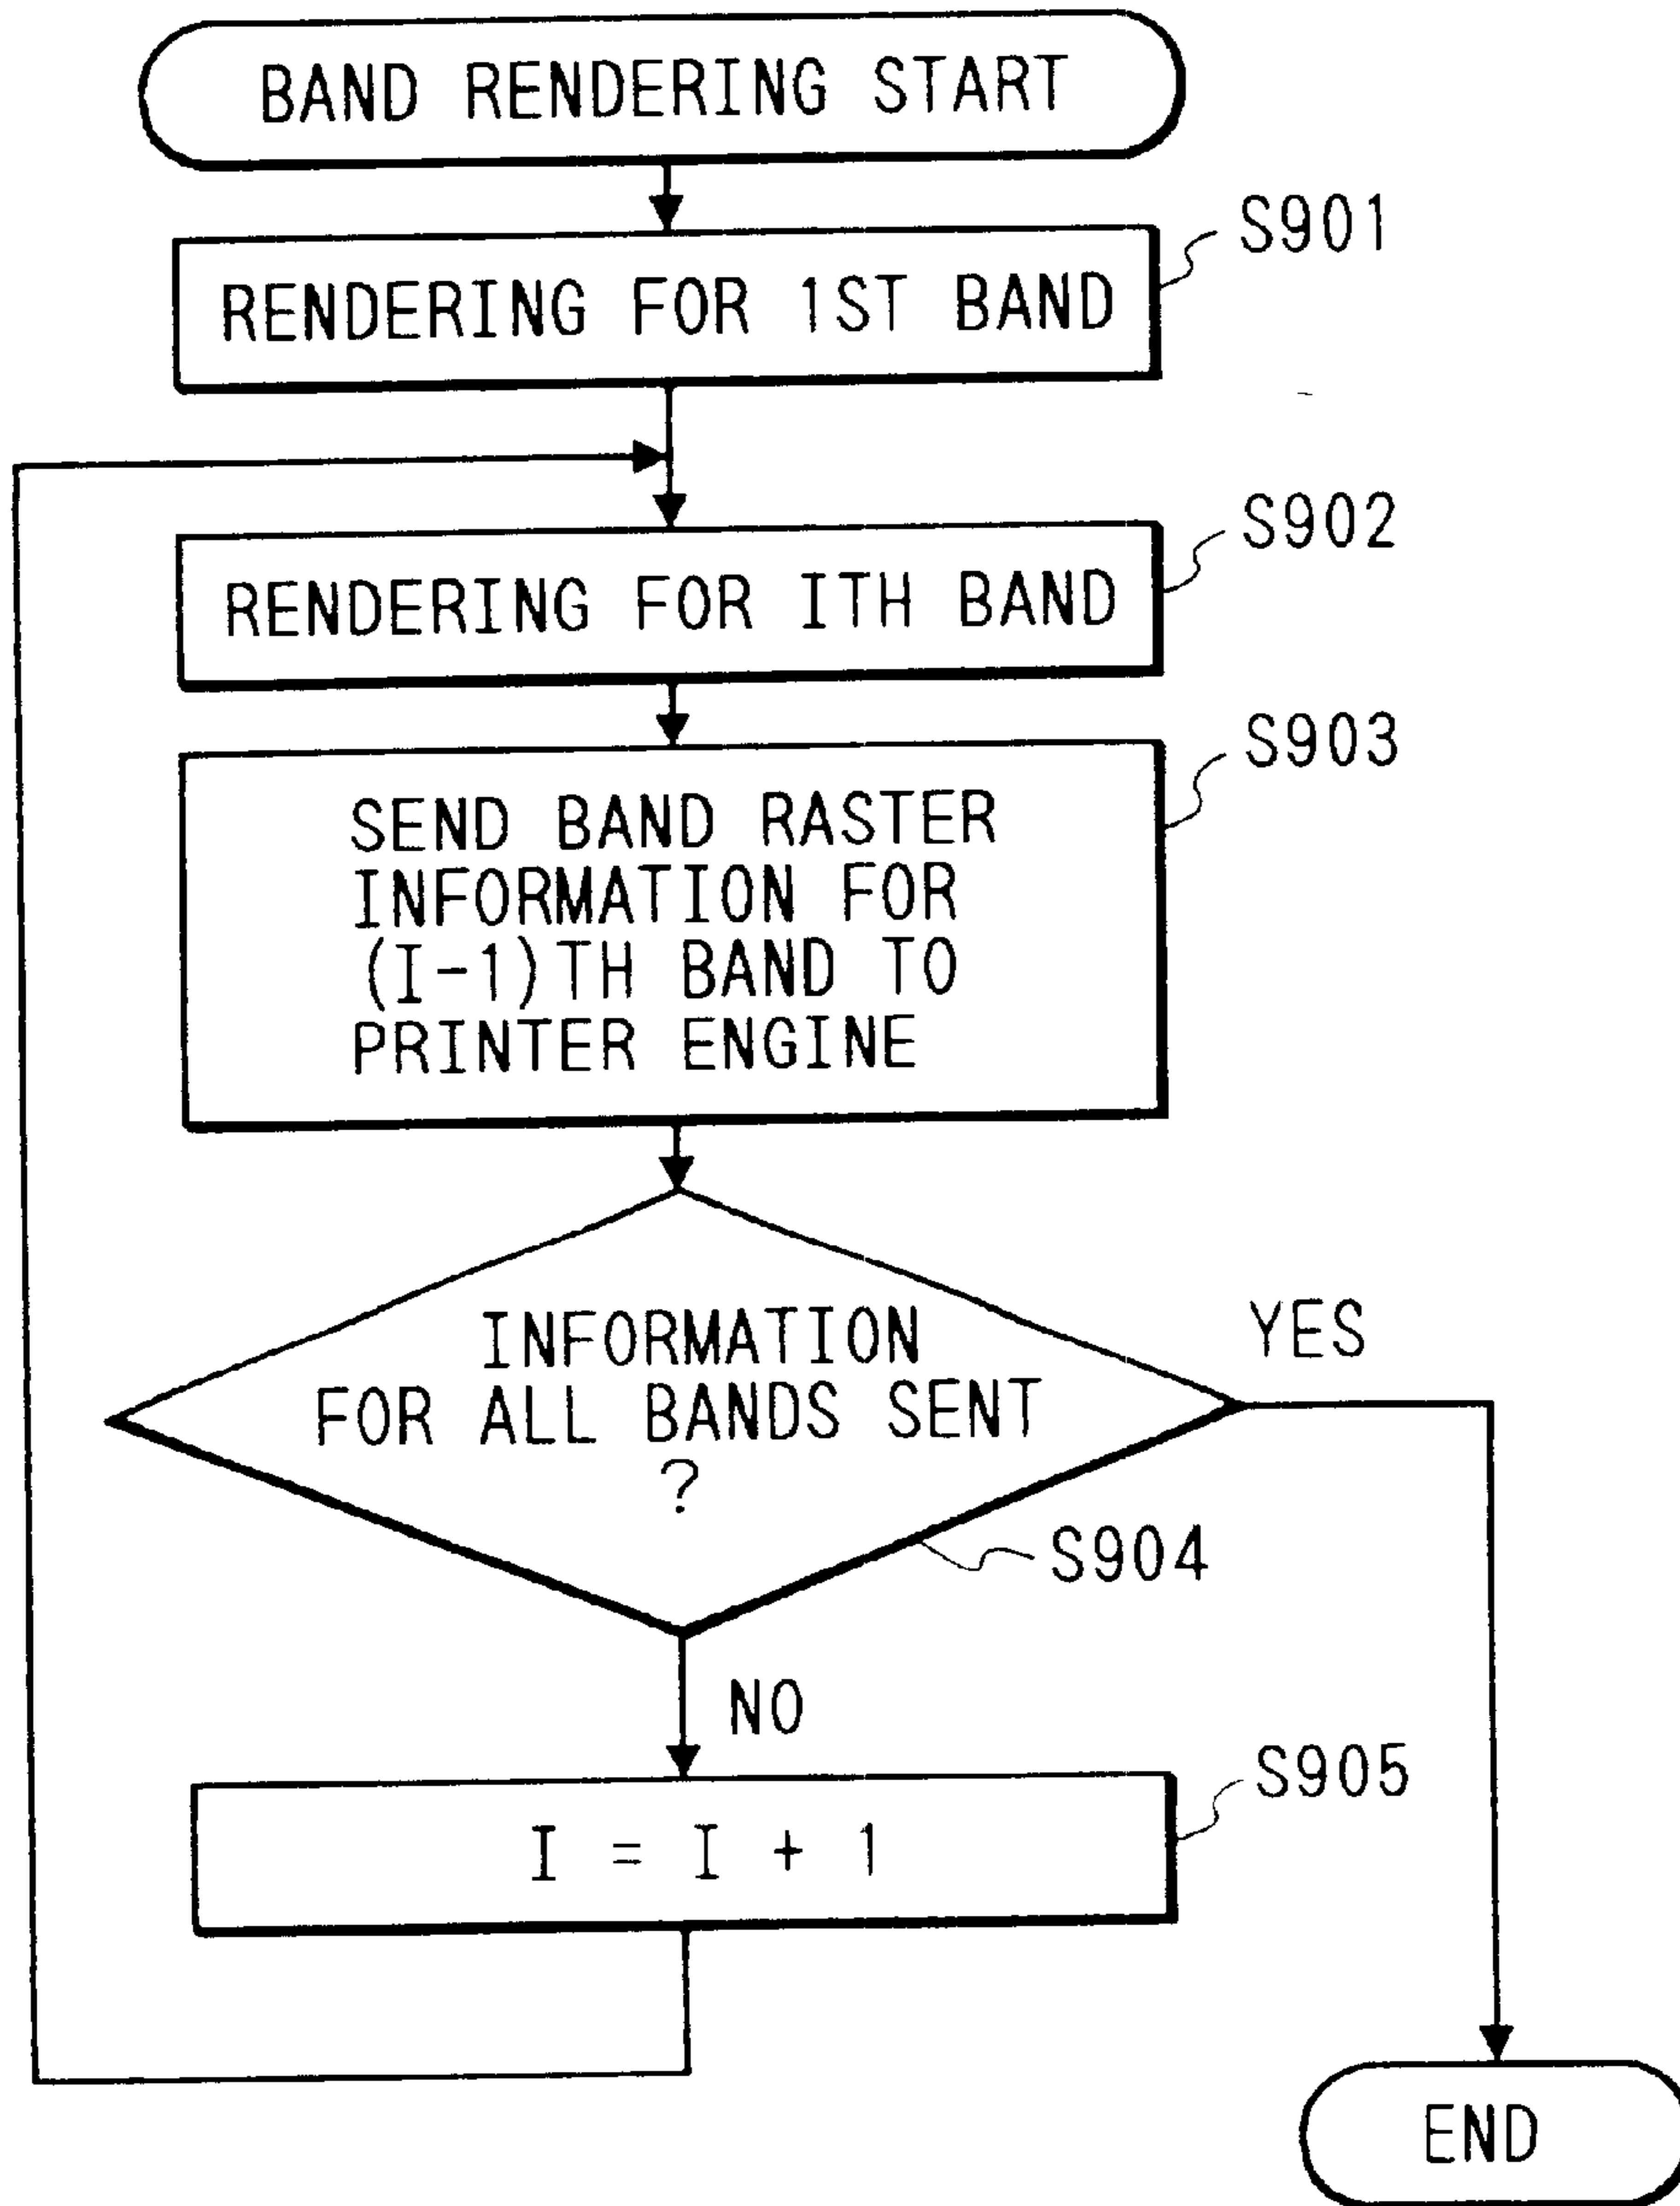 BAND RENDERING START
S901
RENDERING FOR 1ST BAND
S902
RENDERING FOR ITH BAND
S903
SEND BAND RASTER
INFORMATION FOR
(I-1)TH BAND TO
PRINTER ENGINE
INFORMATION
FOR ALL BANDS SENT
?
YES
S904
NO
S905
I = I + 1
END